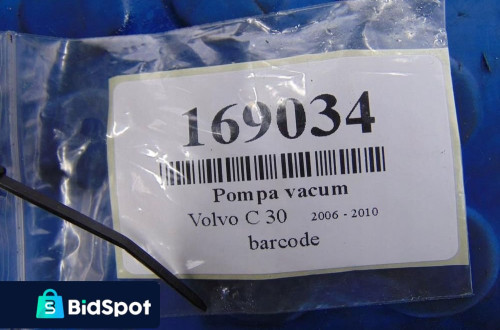 169034
Pompa vacum
Volvo C 30 2006 - 2010
barcode
S BidSpot